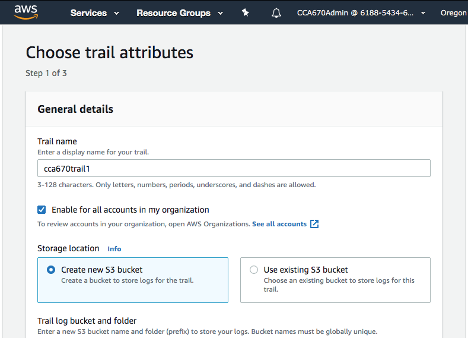 aws Services Resource Groups CCA670Admin @ 6188-5434-6... Oregon
Choose trail attributes
Step 1 of 3
General details
Trail name
Enter a display name for your trail.
cca670trail1
3-128 characters. Only letters, numbers, periods, underscores, and dashes are allowed.
Enable for all accounts in my organization
To review accounts in your organization, open AWS Organizations. See all accounts
Storage location Info
Create new S3 bucket
Create a bucket to store logs for the trail.
Use existing S3 bucket
Choose an existing bucket to store logs for this
trail.
Trail log bucket and folder
Enter a new S3 bucket name and folder (prefix) to store your logs. Bucket names must be globally unique.